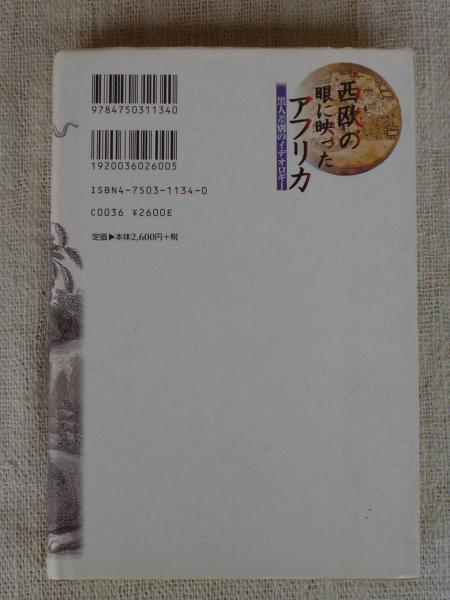 西欧の
眼に映った
アフリカ
黒人差別のイデオロギー
9784750311340
1920036026005
ISBN4-7503-1134-0
C0036 ¥2600E
定価▶本体2,600円+税